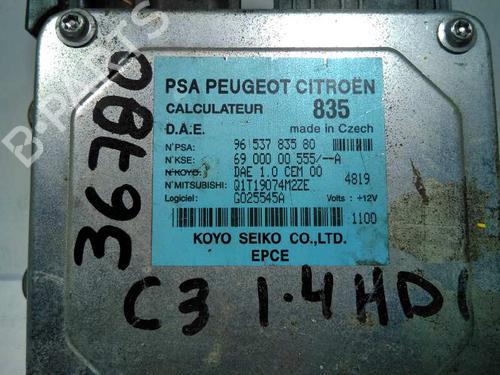 PSA PEUGEOT CITROËN
CALCULATEUR 835
D.A.E. made in Czech
N°PSA: 96 537 835 80
N°KSE: 69 000 00 555/--A
N°KOYO: DAE 1.0 CEM 00
N°MITSUBISHI: Q1T19074M2ZE 4819
Logiciel: G025545A Volts : +12V
1100
KOYO SEIKO CO.,LTD.
EPCE
36780
C3 1.4 HDI
B-PARTS